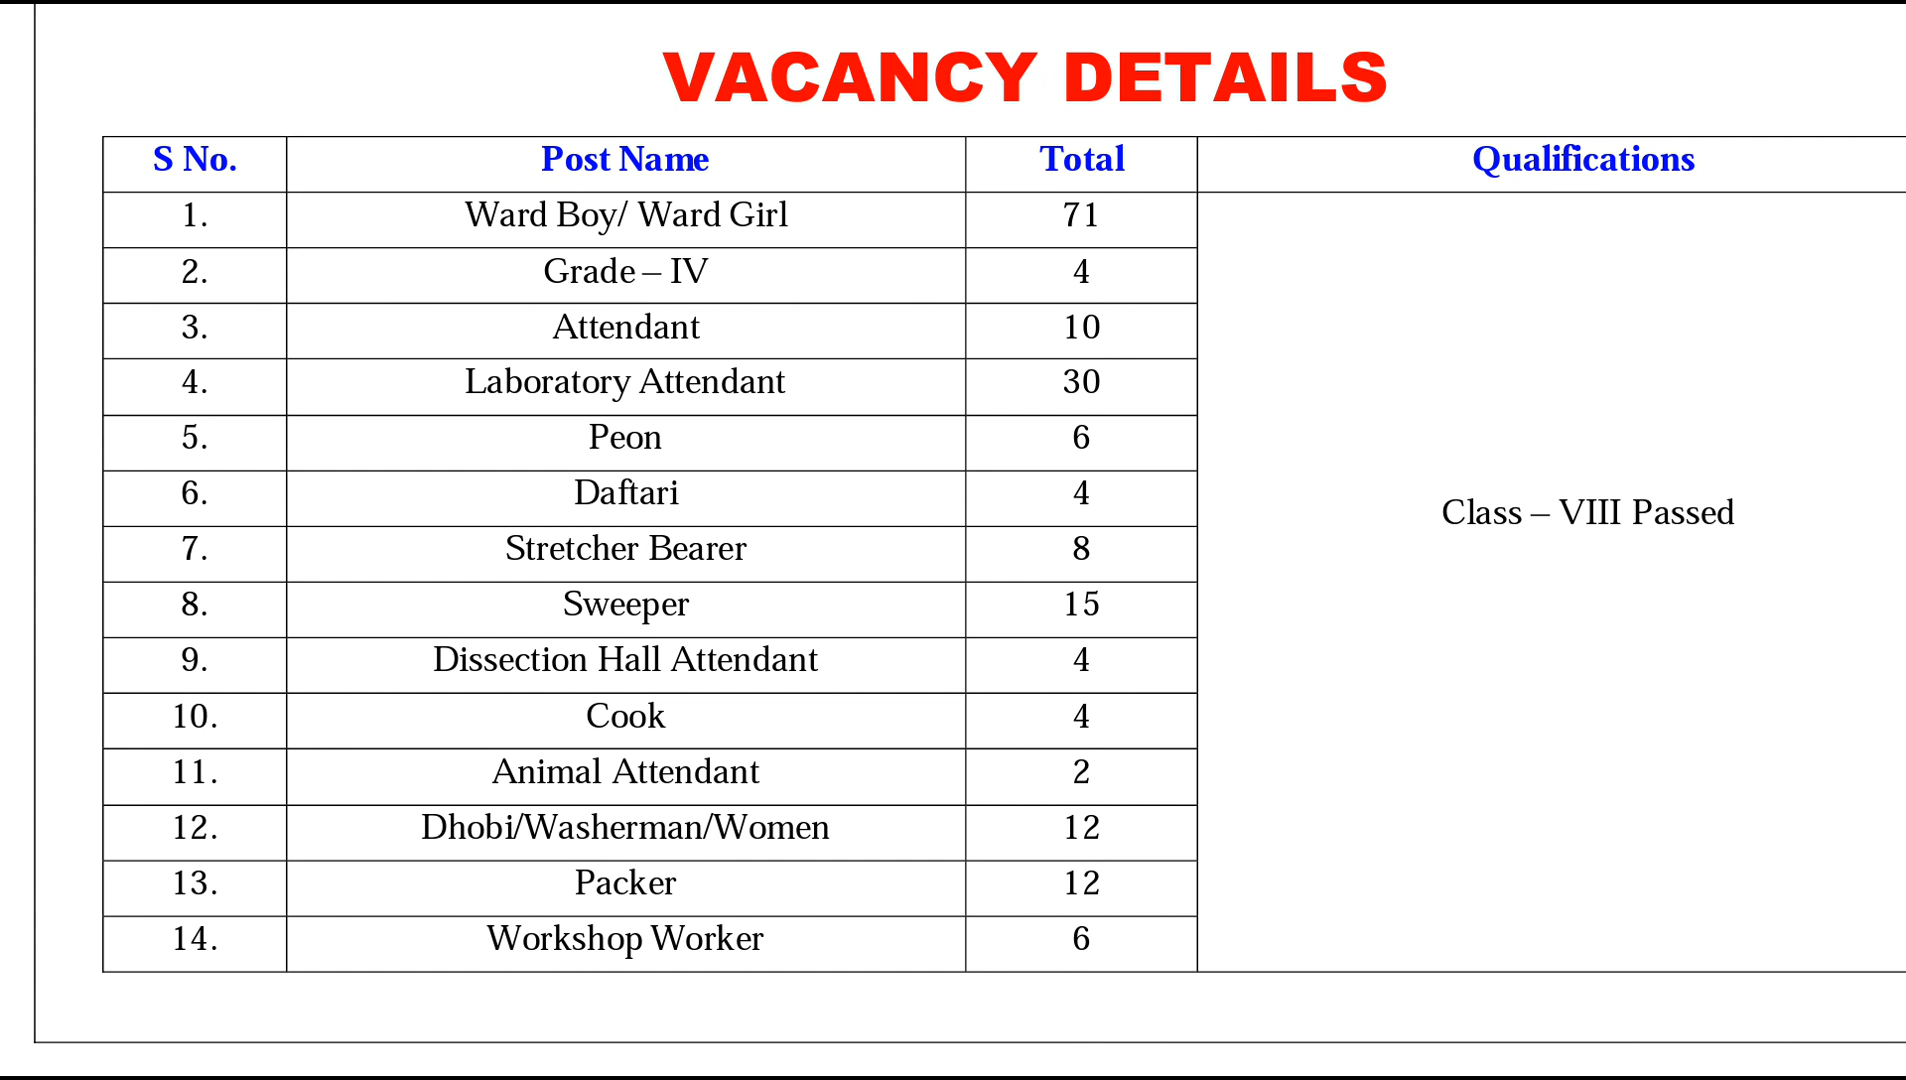 VACANCY DETAILS
S No. Post Name Total Qualifications
1. Ward Boy/ Ward Girl 71
2. Grade – IV 4
3. Attendant 10
4. Laboratory Attendant 30
5. Peon 6
6. Daftari 4
Class – VIII Passed
7. Stretcher Bearer 8
8. Sweeper 15
9. Dissection Hall Attendant 4
10. Cook 4
11. Animal Attendant 2
12. Dhobi/Washerman/Women 12
13. Packer 12
14. Workshop Worker 6